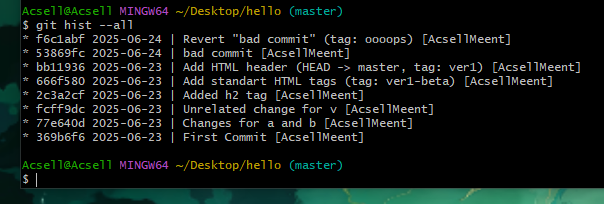 Acsell@Acsell MINGW64 ~/Desktop/hello (master)
$ git hist --all
* f6c1abf 2025-06-24 | Revert "bad commit" (tag: oooops) [AcsellMeent]
* 53869fc 2025-06-24 | bad commit [AcsellMeent]
* bb11936 2025-06-23 | Add HTML header (HEAD -> master, tag: ver1) [AcsellMeent]
* 666f580 2025-06-23 | Add standart HTML tags (tag: ver1-beta) [AcsellMeent]
* 2c3a2cf 2025-06-23 | Added h2 tag [AcsellMeent]
* fcff9dc 2025-06-23 | Unrelated change for v [AcsellMeent]
* 77e640d 2025-06-23 | Changes for a and b [AcsellMeent]
* 369b6f6 2025-06-23 | First Commit [AcsellMeent]
Acsell@Acsell MINGW64 ~/Desktop/hello (master)
$